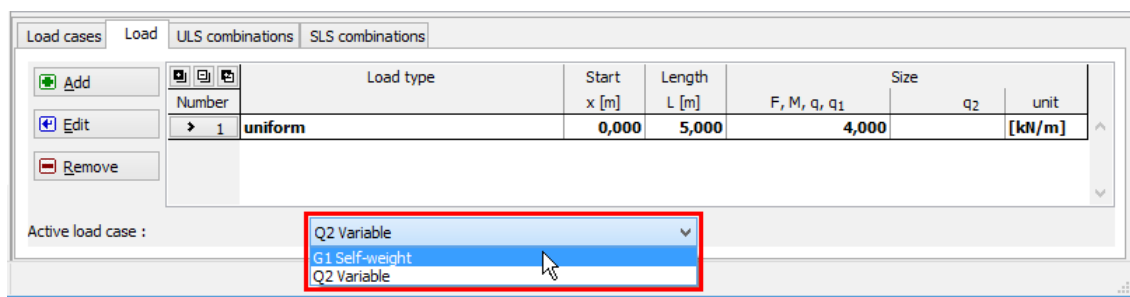 Load cases Load ULS combinations SLS combinations
Add
Edit
Remove
Load type Start Length Size
Number x [m] L [m] F, M, q, q1 q2 unit
1 uniform 0,000 5,000 4,000 [kN/m]
Active load case :
Q2 Variable
G1 Self-weight
Q2 Variable